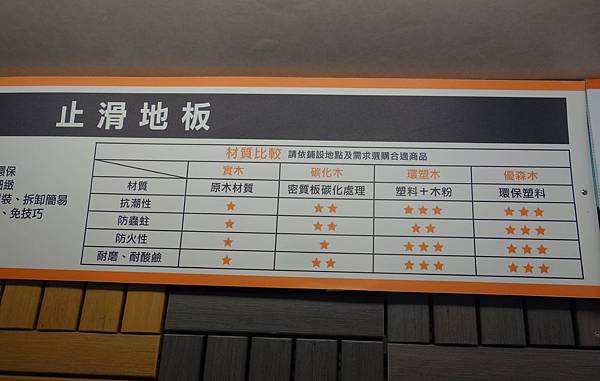 止滑地板
環保
細緻
裝、拆卸簡易
、免技巧
材質比較 請依鋪設地點及需求選購合適商品
實木 碳化木 環塑木 優森木
材質 原木材質 密質板碳化處理 塑料+木粉 環保塑料
抗潮性 ★ ★★ ★★★ ★★★
防蟲蛀 ★ ★★ ★★ ★★★
防火性 ★ ★ ★★★ ★★★
耐磨、耐酸鹼 ★ ★★ ★★★ ★★★